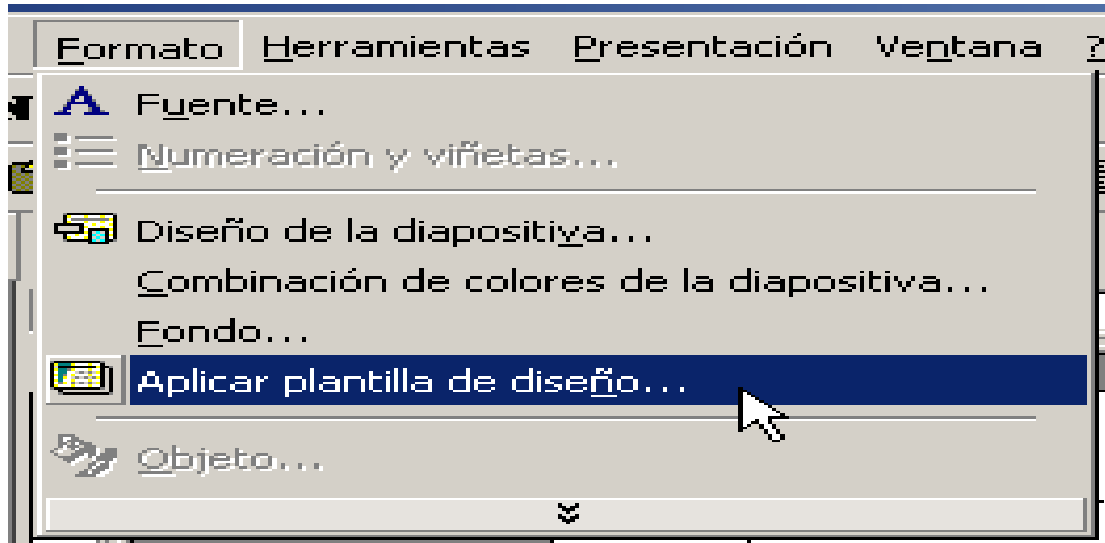 Formato Herramientas Presentación Ventana ?
Fuente...
Numeración y viñetas...
Diseño de la diapositiva...
Combinación de colores de la diapositiva...
Fondo...
Aplicar plantilla de diseño...
Objeto...